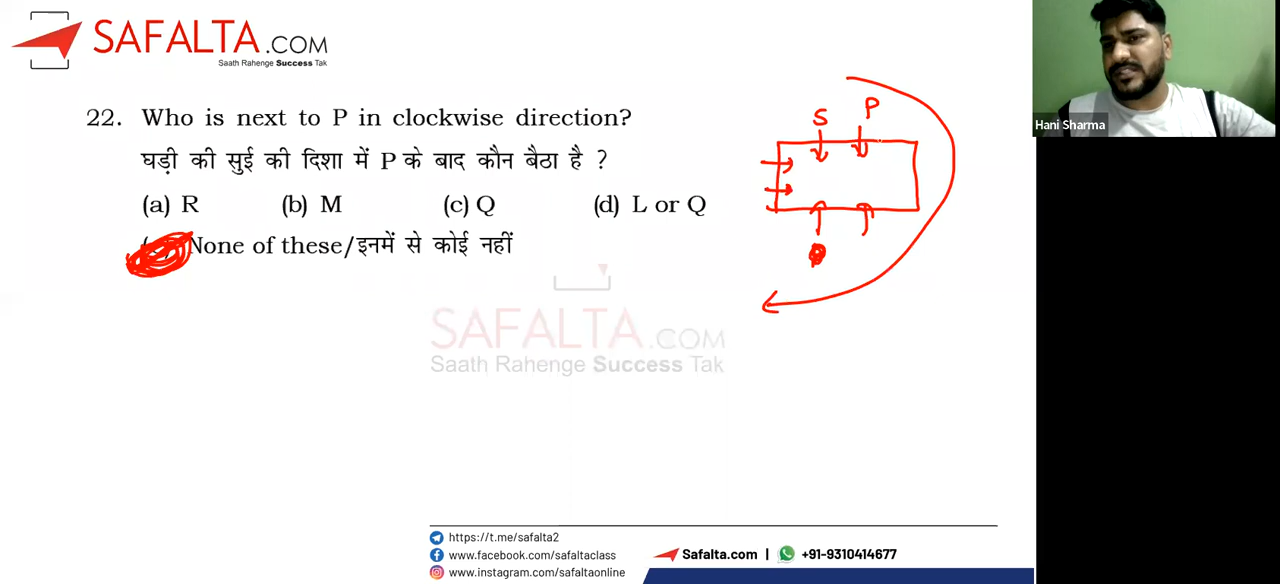 SAFALTA.COM
Saath Rahenge Success Tak
22. Who is next to P in clockwise direction?
घड़ी की सुई की दिशा में P के बाद कौन बैठा है ?
(a) R (b) M (c) Q (d) L or Q
None of these/इनमें से कोई नहीं
S P
Hani Sharma
SAFALTA.COM
Saath Rahenge Success Tak
https://t.me/safalta2
www.facebook.com/safaltaclass
www.instagram.com/safaltaonline
Safalta.com | +91-9310414677